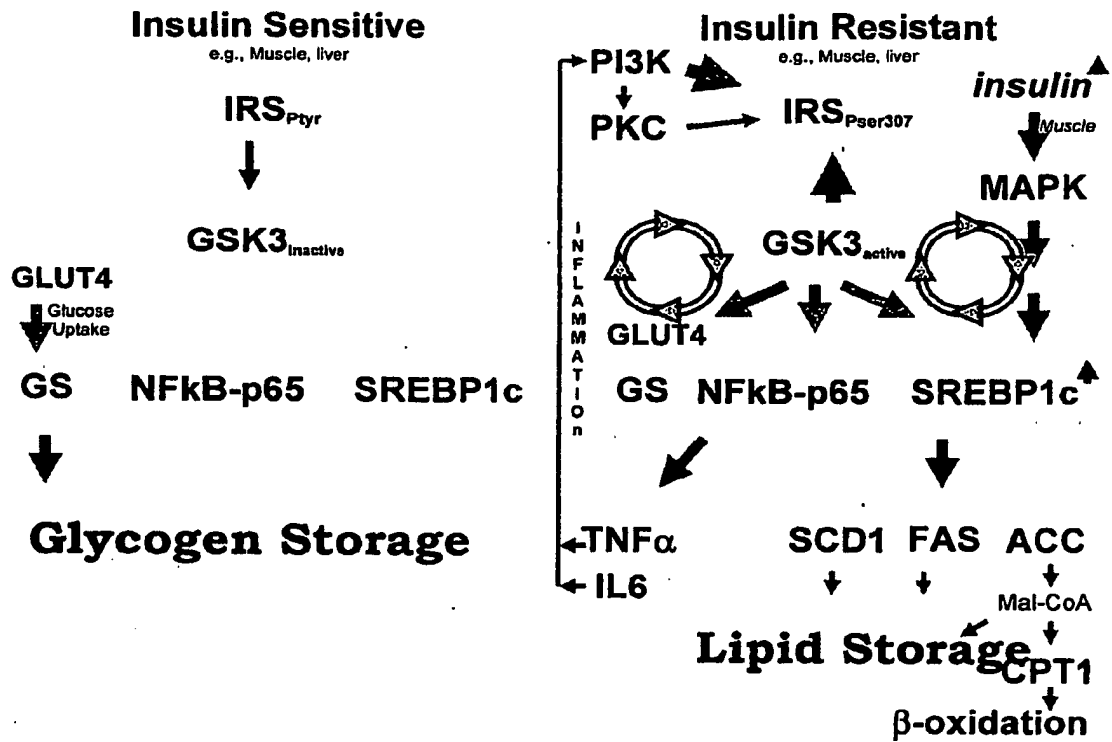 Insulin Sensitive
e.g., Muscle, liver
IRSPtyr
GSK3Inactive
GLUT4
Glucose
Uptake
GS NFkB-p65 SREBP1c
Glycogen Storage
Insulin Resistant
e.g., Muscle, liver
PI3K
PKC
IRSPser307
insulin
Muscle
MAPK
INFLAMMATIOn
GSK3active
GLUT4
GS NFkB-p65 SREBP1c
TNFα
IL6
SCD1 FAS ACC
Mal-CoA
Lipid Storage
CPT1
β-oxidation